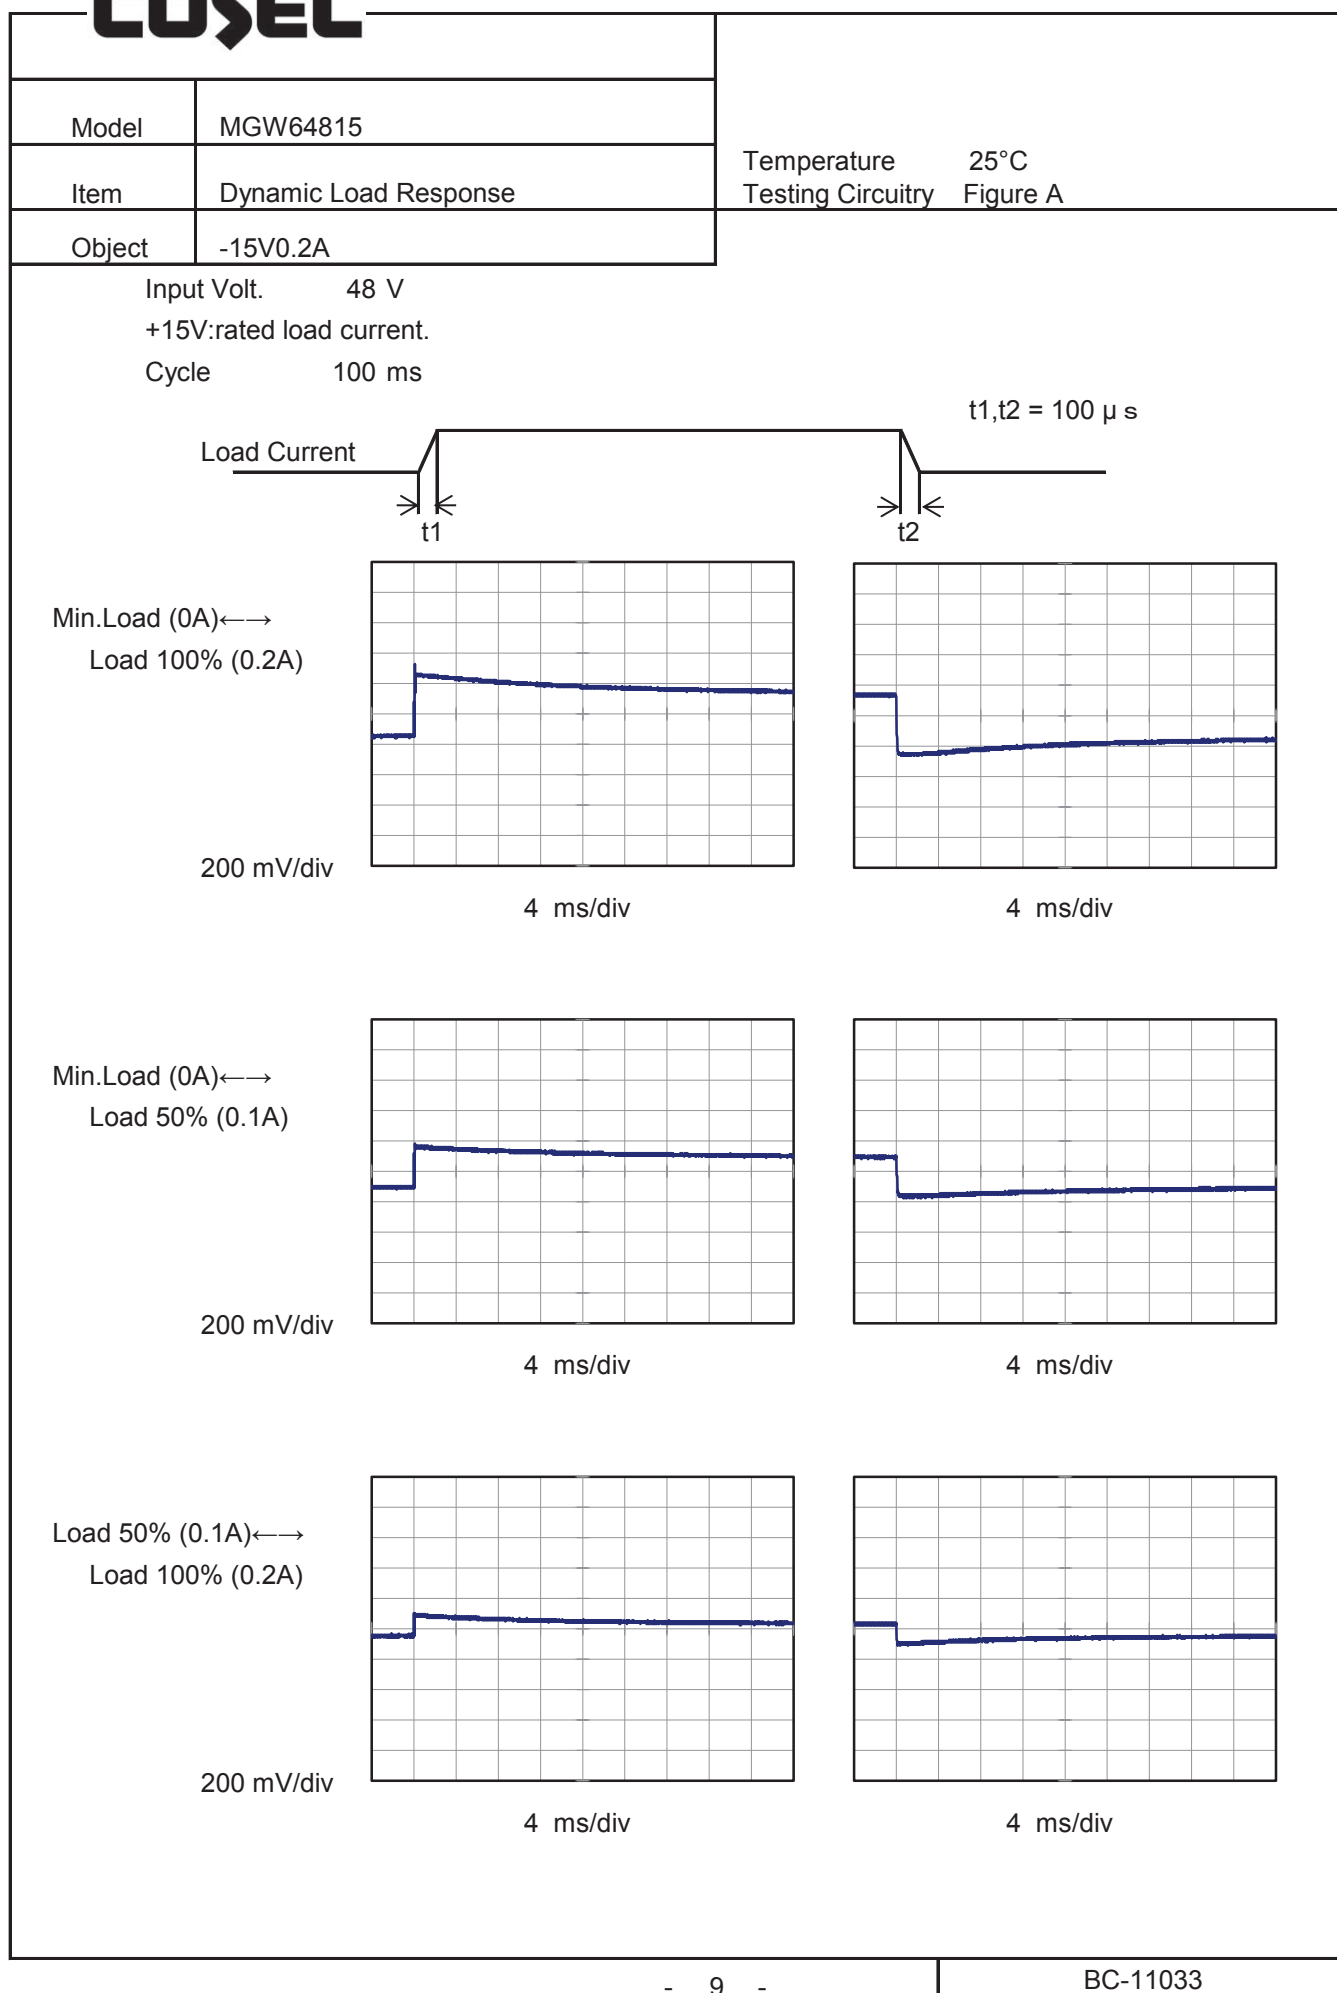 COSEL
Model MGW64815
Item Dynamic Load Response
Temperature 25°C
Testing Circuitry Figure A
Object -15V0.2A
Input Volt. 48 V
+15V:rated load current.
Cycle 100 ms
t1,t2 = 100 μ s
Load Current
t1 t2
Min.Load (0A)←→
Load 100% (0.2A)
200 mV/div
4 ms/div 4 ms/div
Min.Load (0A)←→
Load 50% (0.1A)
200 mV/div
4 ms/div 4 ms/div
Load 50% (0.1A)←→
Load 100% (0.2A)
200 mV/div
4 ms/div 4 ms/div
- 9 -
BC-11033